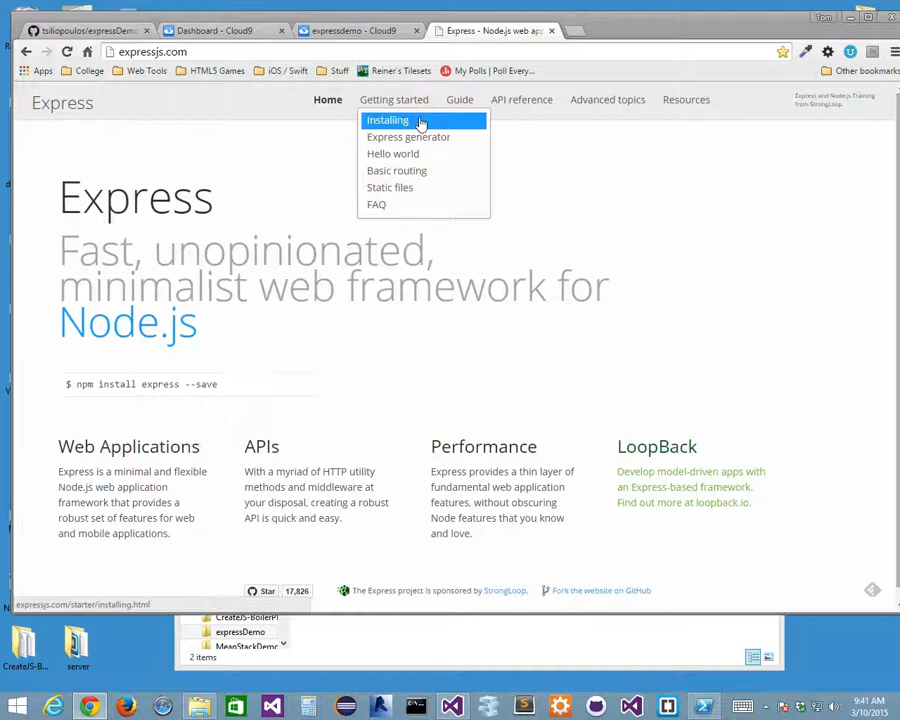 Tom
tsiliopoulos/expressDemo
Dashboard - Cloud9
expressdemo - Cloud9
Express - Node.js web app
expressjs.com
Apps
College
Web Tools
HTML5 Games
iOS / Swift
Stuff
Reiner's Tilesets
My Polls | Poll Every...
Other bookmarks
Express
Home
Getting started
Guide
API reference
Advanced topics
Resources
Express and Node.js Training
from StrongLoop
Installing
Express generator
Hello world
Basic routing
Static files
FAQ
Express
Fast, unopinionated,
minimalist web framework for
Node.js
$ npm install express --save
Web Applications
Express is a minimal and flexible
Node.js web application
framework that provides a
robust set of features for web
and mobile applications.
APIs
With a myriad of HTTP utility
methods and middleware at
your disposal, creating a robust
API is quick and easy.
Performance
Express provides a thin layer of
fundamental web application
features, without obscuring
Node features that you know
and love.
LoopBack
Develop model-driven apps with
an Express-based framework.
Find out more at loopback.io.
Star
17,826
The Express project is sponsored by StrongLoop.
Fork the website on GitHub
expressjs.com/starter/installing.html
CreateJS-BoilerPl
expressDemo
MeanStackDemo
2 items
CreateJS-B...
server
9:41 AM
3/10/2015